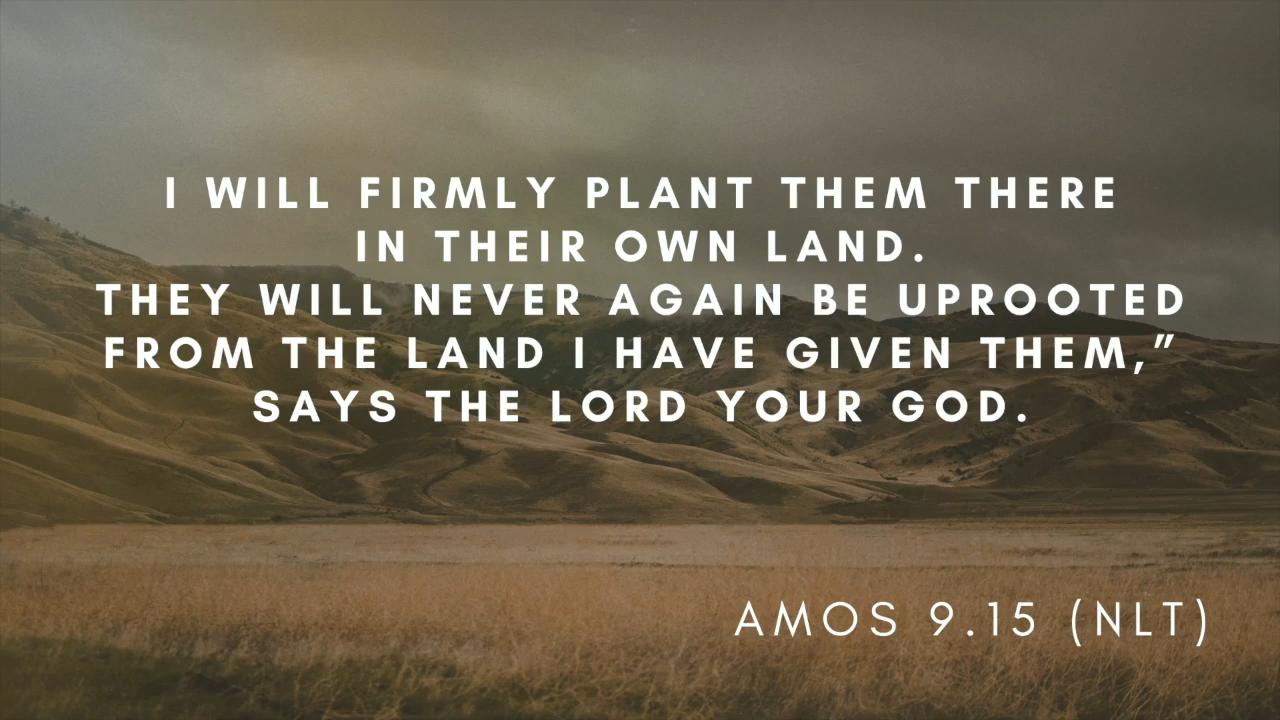 I WILL FIRMLY PLANT THEM THERE
IN THEIR OWN LAND.
THEY WILL NEVER AGAIN BE UPROOTED
FROM THE LAND I HAVE GIVEN THEM,”
SAYS THE LORD YOUR GOD.
AMOS 9.15 (NLT)